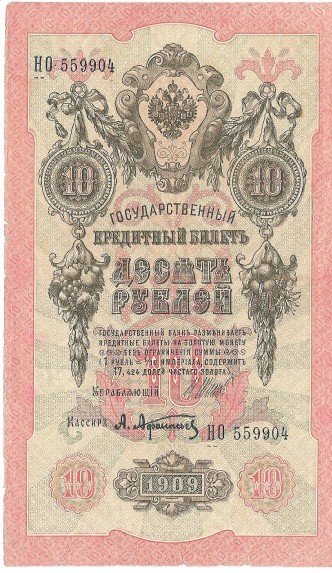 НО 559904
10 10
ГОСУДАРСТВЕННЫЙ
КРЕДИТНЫЙ БИЛЕТЪ
ДЕСЯТЬ
РУБЛЕЙ
ГОСУДАРСТВЕННЫЙ БАНКЪ РАЗМѢНИВАЕТЪ
КРЕДИТНЫЕ БИЛЕТЫ НА ЗОЛОТУЮ МОНЕТУ
БЕЗЪ ОГРАНИЧЕНІЯ СУММЫ
(1 РУБЛЬ = 1/15 ИМПЕРІАЛА, СОДЕРЖИТЪ
17,424 ДОЛЕЙ ЧИСТАГО ЗОЛОТА).
10
УПРАВЛЯЮЩІЙ
КАССИРЪ
НО 559904
10 1909 10